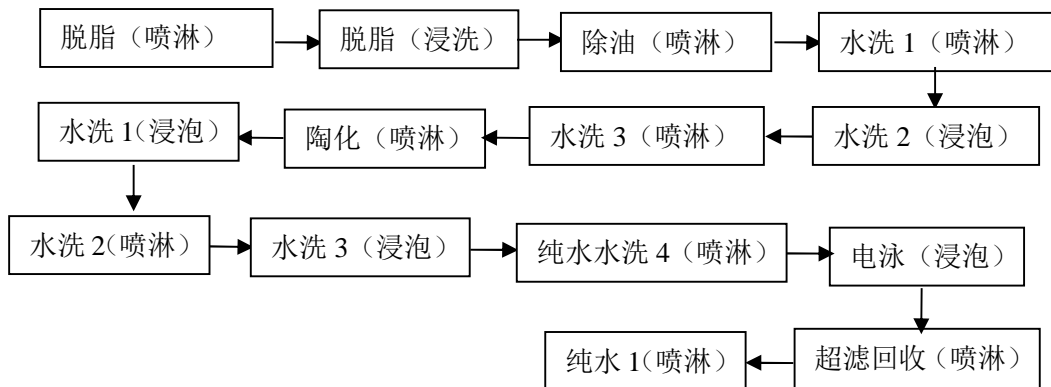 脱脂（喷淋） 脱脂（浸洗） 除油（喷淋） 水洗 1（喷淋）
水洗 1（浸泡） 陶化（喷淋） 水洗 3（喷淋） 水洗 2（浸泡）
水洗 2（喷淋） 水洗 3（浸泡） 纯水水洗 4（喷淋） 电泳（浸泡）
纯水 1（喷淋） 超滤回收（喷淋）